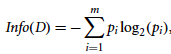 Info(D) = −∑_{i=1}^{m} p_i log_2(p_i),